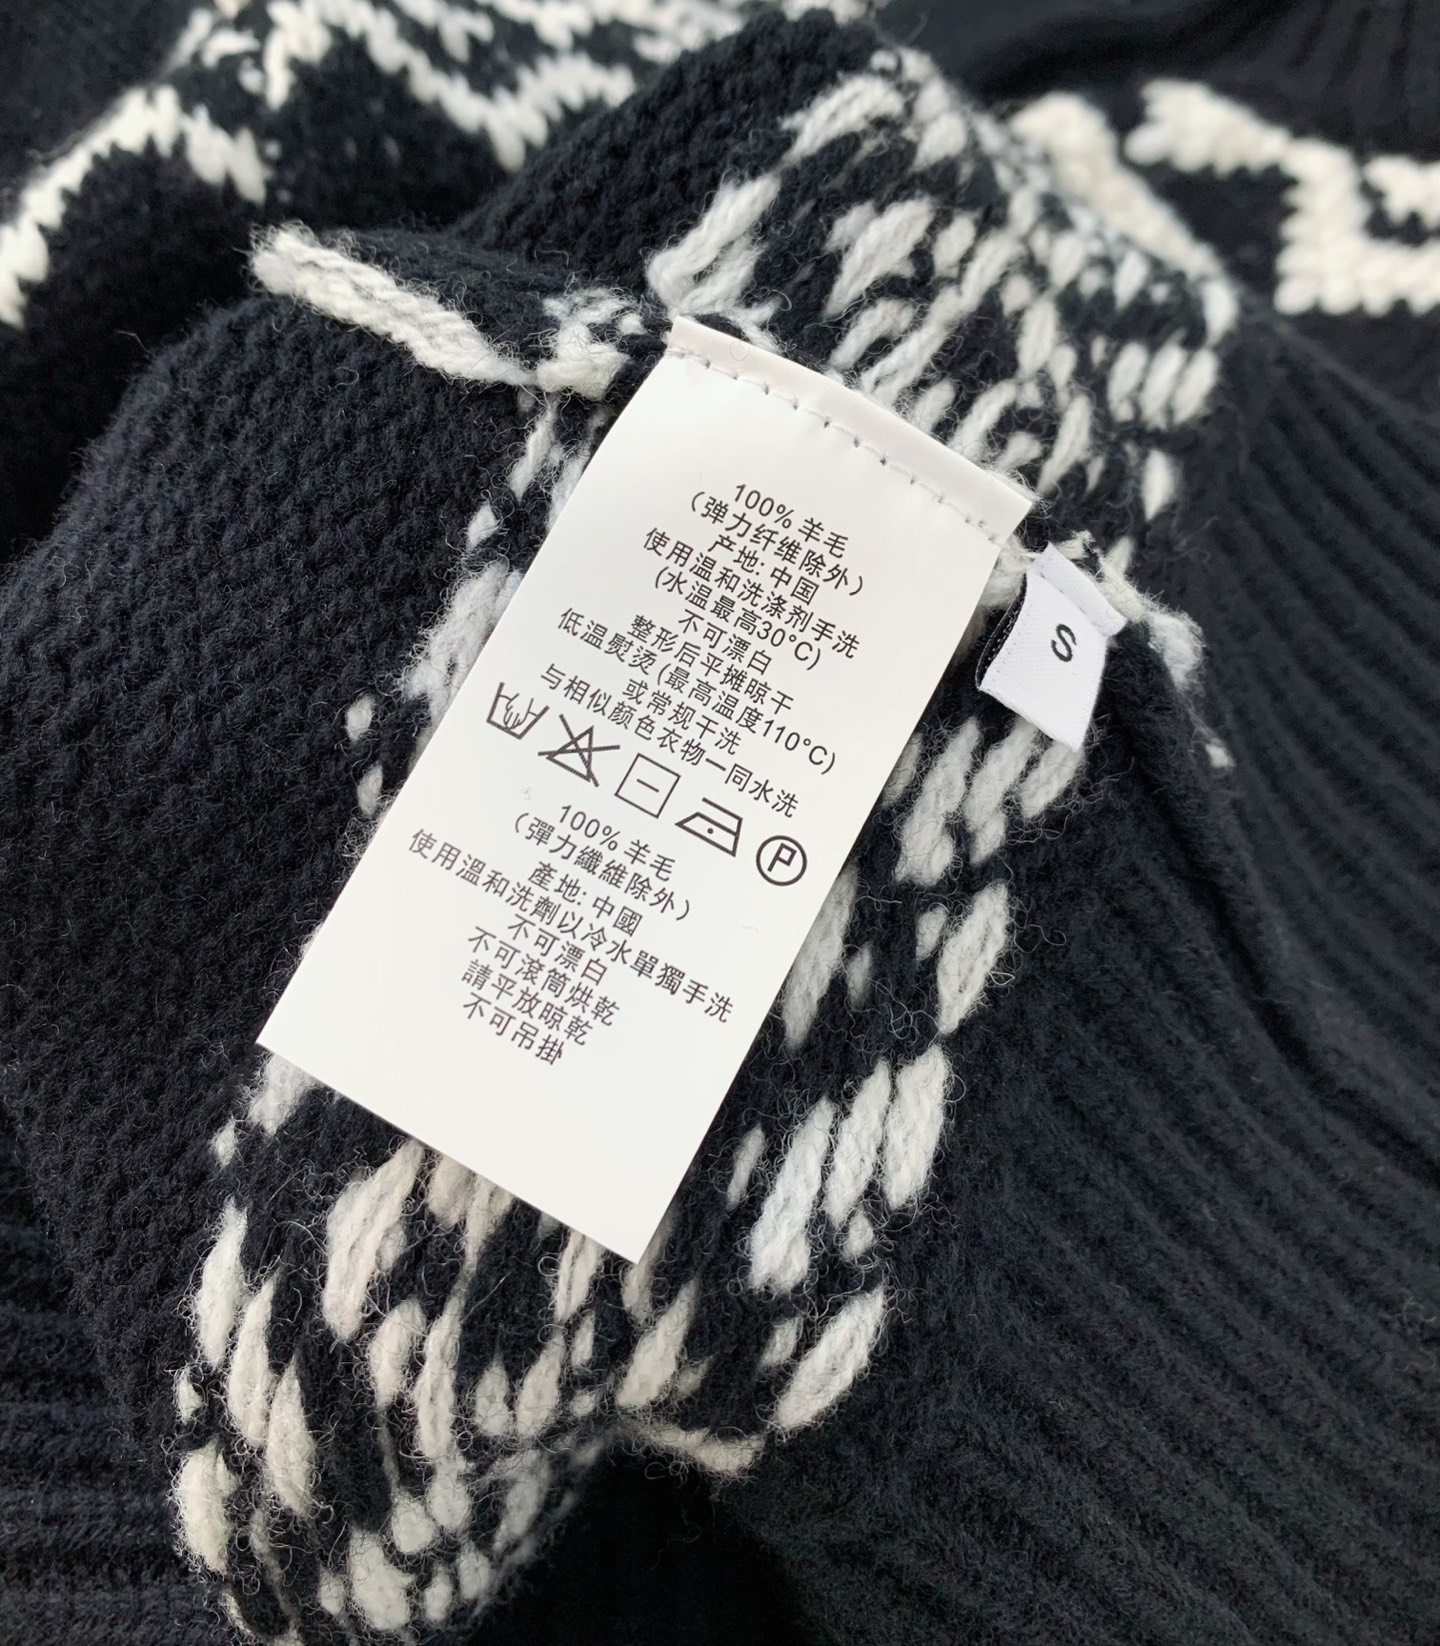 100% 羊毛
（弹力纤维除外）
产地: 中国
使用温和洗涤剂手洗
(水温最高30°C)
不可漂白
整形后平摊晾干
低温熨烫(最高温度110°C)
或常规干洗
与相似颜色衣物一同水洗
P
100% 羊毛
（彈力纖維除外）
產地: 中國
使用溫和洗劑以冷水單獨手洗
不可漂白
不可滾筒烘乾
請平放晾乾
不可吊掛
S